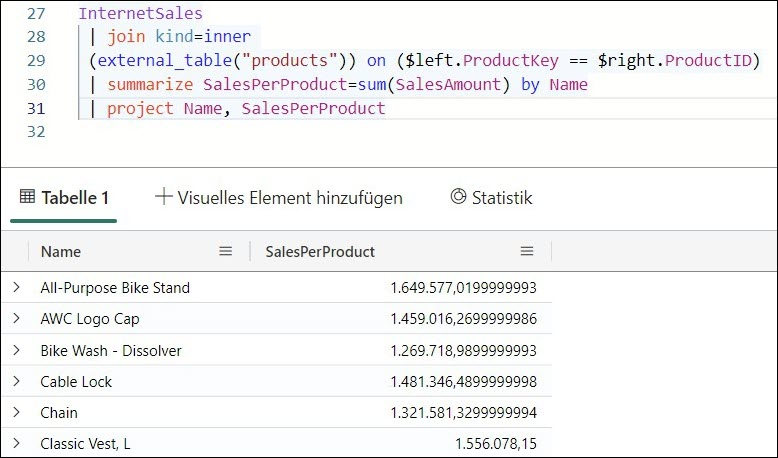 27 InternetSales
28 | join kind=inner
29 (external_table("products")) on ($left.ProductKey == $right.ProductID)
30 | summarize SalesPerProduct=sum(SalesAmount) by Name
31 | project Name, SalesPerProduct
32
Tabelle 1 Visuelles Element hinzufügen Statistik
Name SalesPerProduct
All-Purpose Bike Stand 1.649.577,0199999993
AWC Logo Cap 1.459.016,2699999986
Bike Wash - Dissolver 1.269.718,9899999993
Cable Lock 1.481.346,4899999998
Chain 1.321.581,3299999994
Classic Vest, L 1.556.078,15